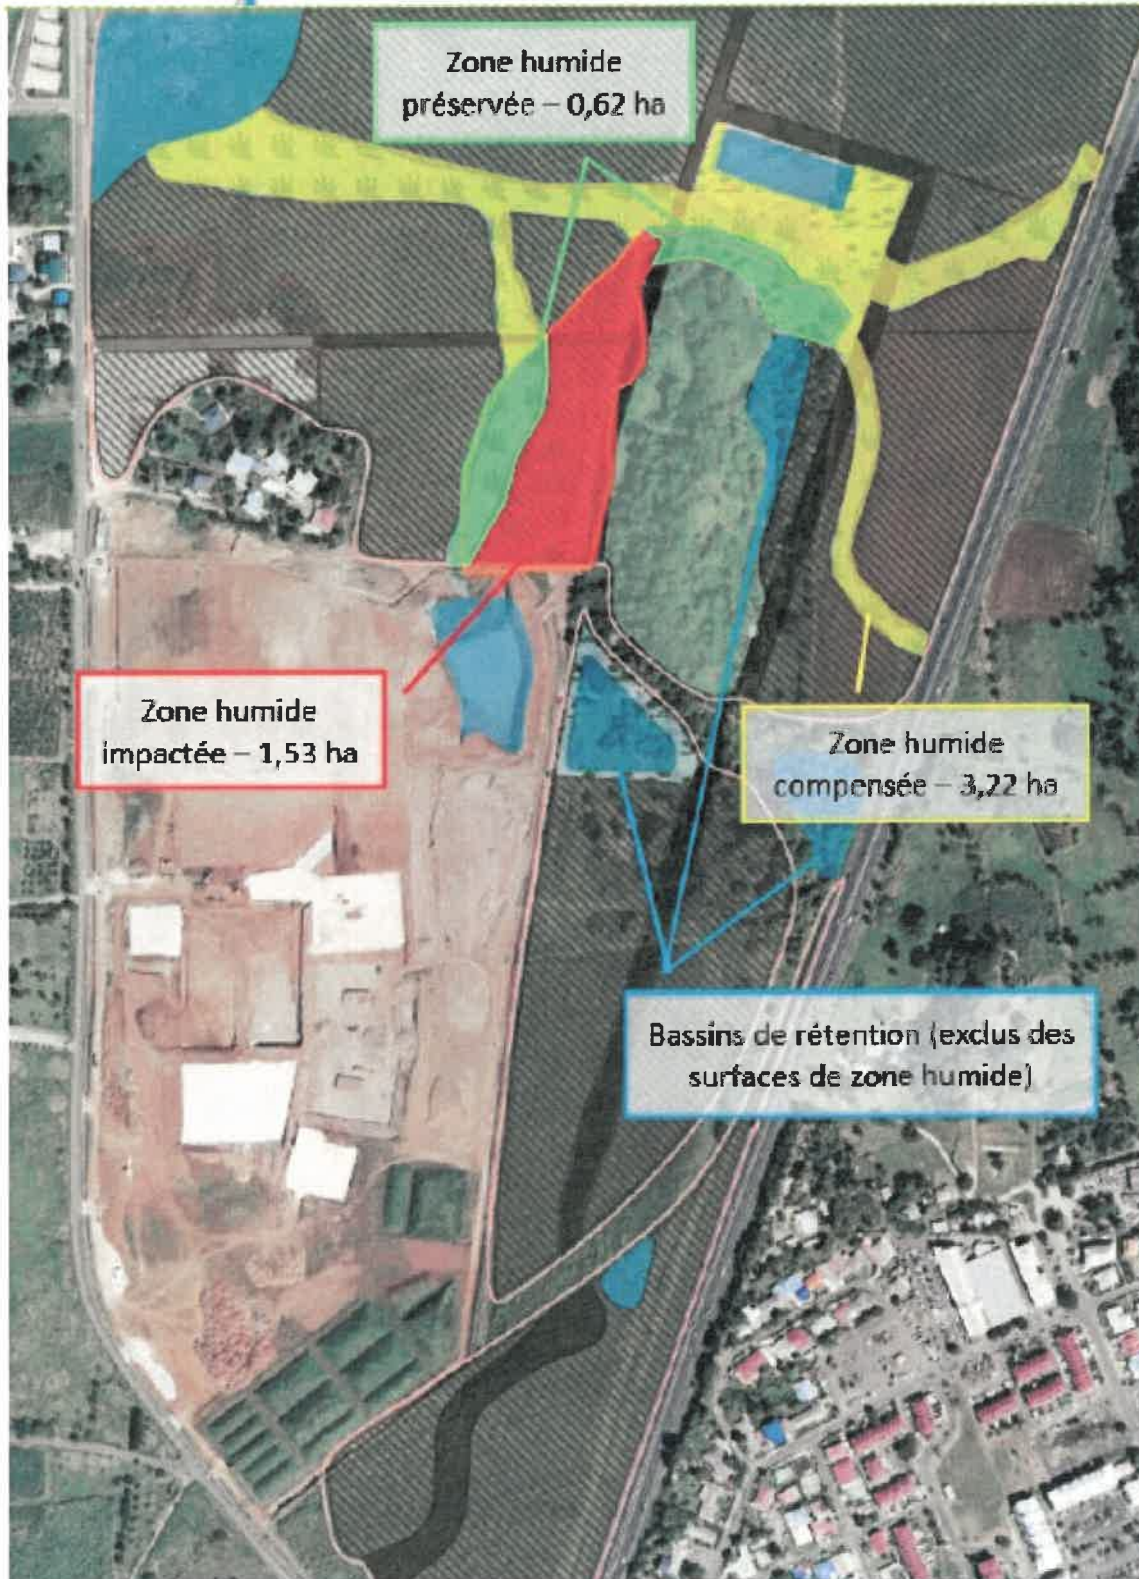 Zone humide
préservée – 0,62 ha
Zone humide
impactée – 1,53 ha
Zone humide
compensée – 3,22 ha
Bassins de rétention (exclus des
surfaces de zone humide)